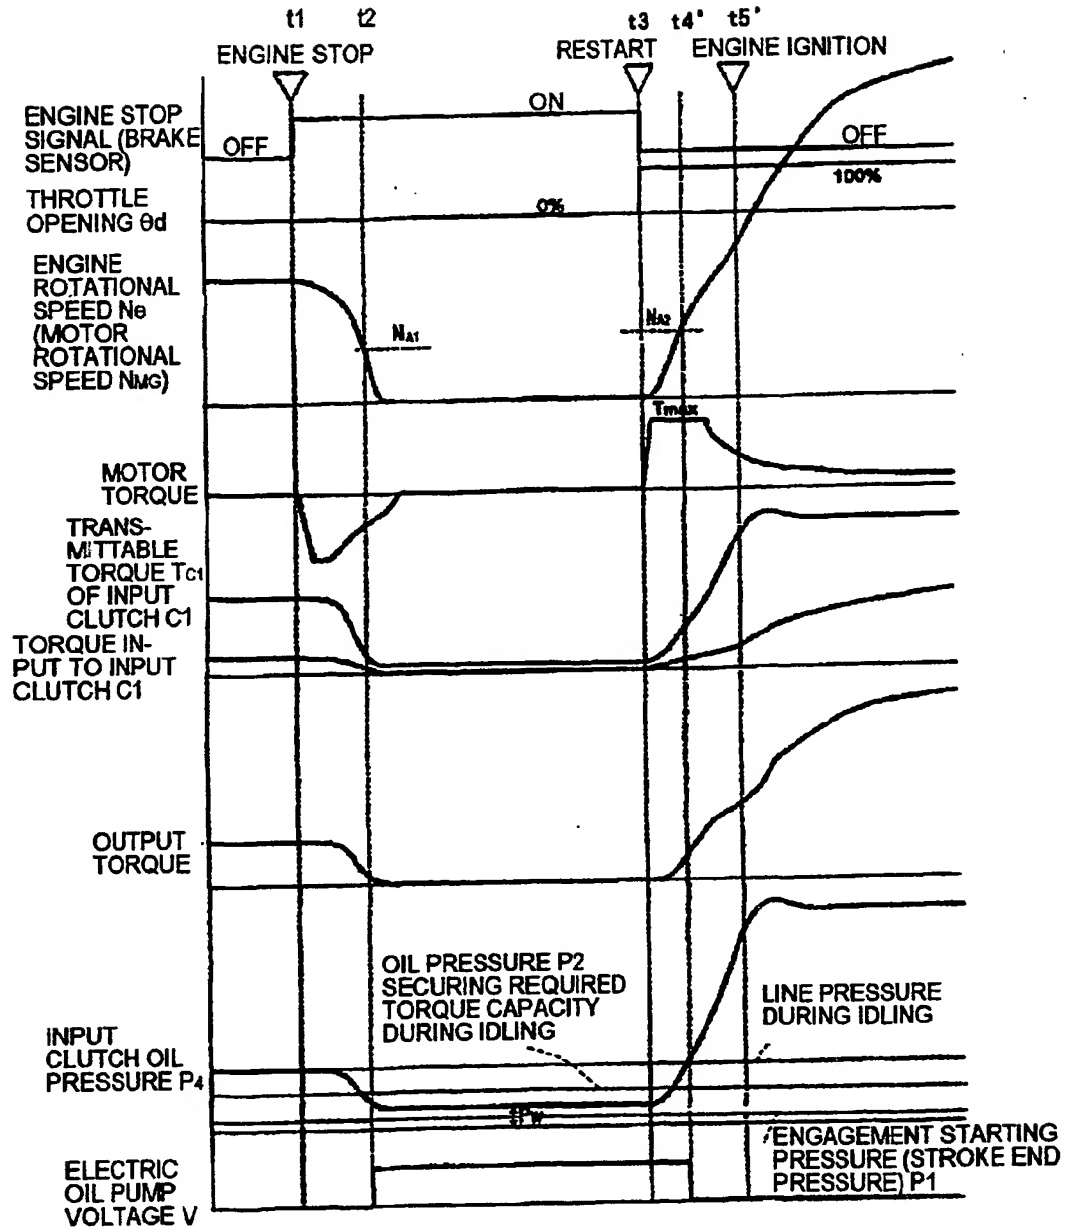 t1 t2 t3 t4' t5'
ENGINE STOP RESTART ENGINE IGNITION
ENGINE STOP
SIGNAL (BRAKE
SENSOR)
OFF
ON
OFF
100%
THROTTLE
OPENING θd
0%
ENGINE
ROTATIONAL
SPEED Ne
(MOTOR
ROTATIONAL
SPEED NMG)
NA1
NA2
Tmax
MOTOR
TORQUE
TRANS-
MITTABLE
TORQUE TC1
OF INPUT
CLUTCH C1
TORQUE IN-
PUT TO INPUT
CLUTCH C1
OUTPUT
TORQUE
OIL PRESSURE P2
SECURING REQUIRED
TORQUE CAPACITY
DURING IDLING
LINE PRESSURE
DURING IDLING
INPUT
CLUTCH OIL
PRESSURE P4
ENGAGEMENT STARTING
PRESSURE (STROKE END
PRESSURE) P1
ELECTRIC
OIL PUMP
VOLTAGE V